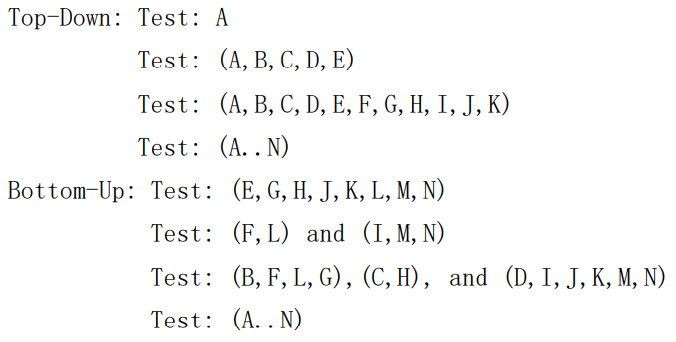 Top-Down: Test: A
Test: (A,B,C,D,E)
Test: (A,B,C,D,E,F,G,H,I,J,K)
Test: (A..N)
Bottom-Up: Test: (E,G,H,J,K,L,M,N)
Test: (F,L) and (I,M,N)
Test: (B,F,L,G),(C,H), and (D,I,J,K,M,N)
Test: (A..N)